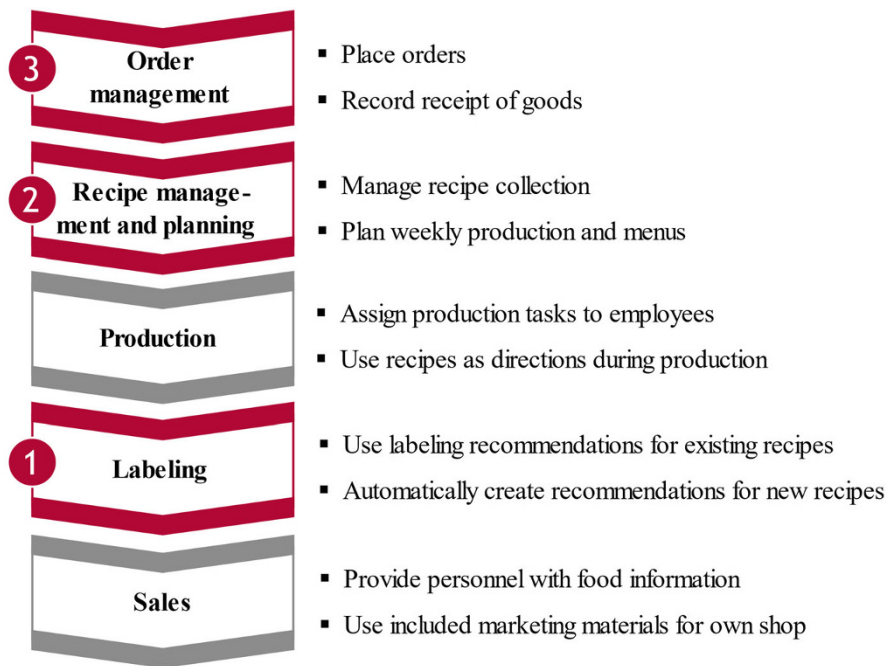 3
Order
management
▪ Place orders
▪ Record receipt of goods
2
Recipe manage-
ment and planning
▪ Manage recipe collection
▪ Plan weekly production and menus
Production
▪ Assign production tasks to employees
▪ Use recipes as directions during production
1
Labeling
▪ Use labeling recommendations for existing recipes
▪ Automatically create recommendations for new recipes
Sales
▪ Provide personnel with food information
▪ Use included marketing materials for own shop